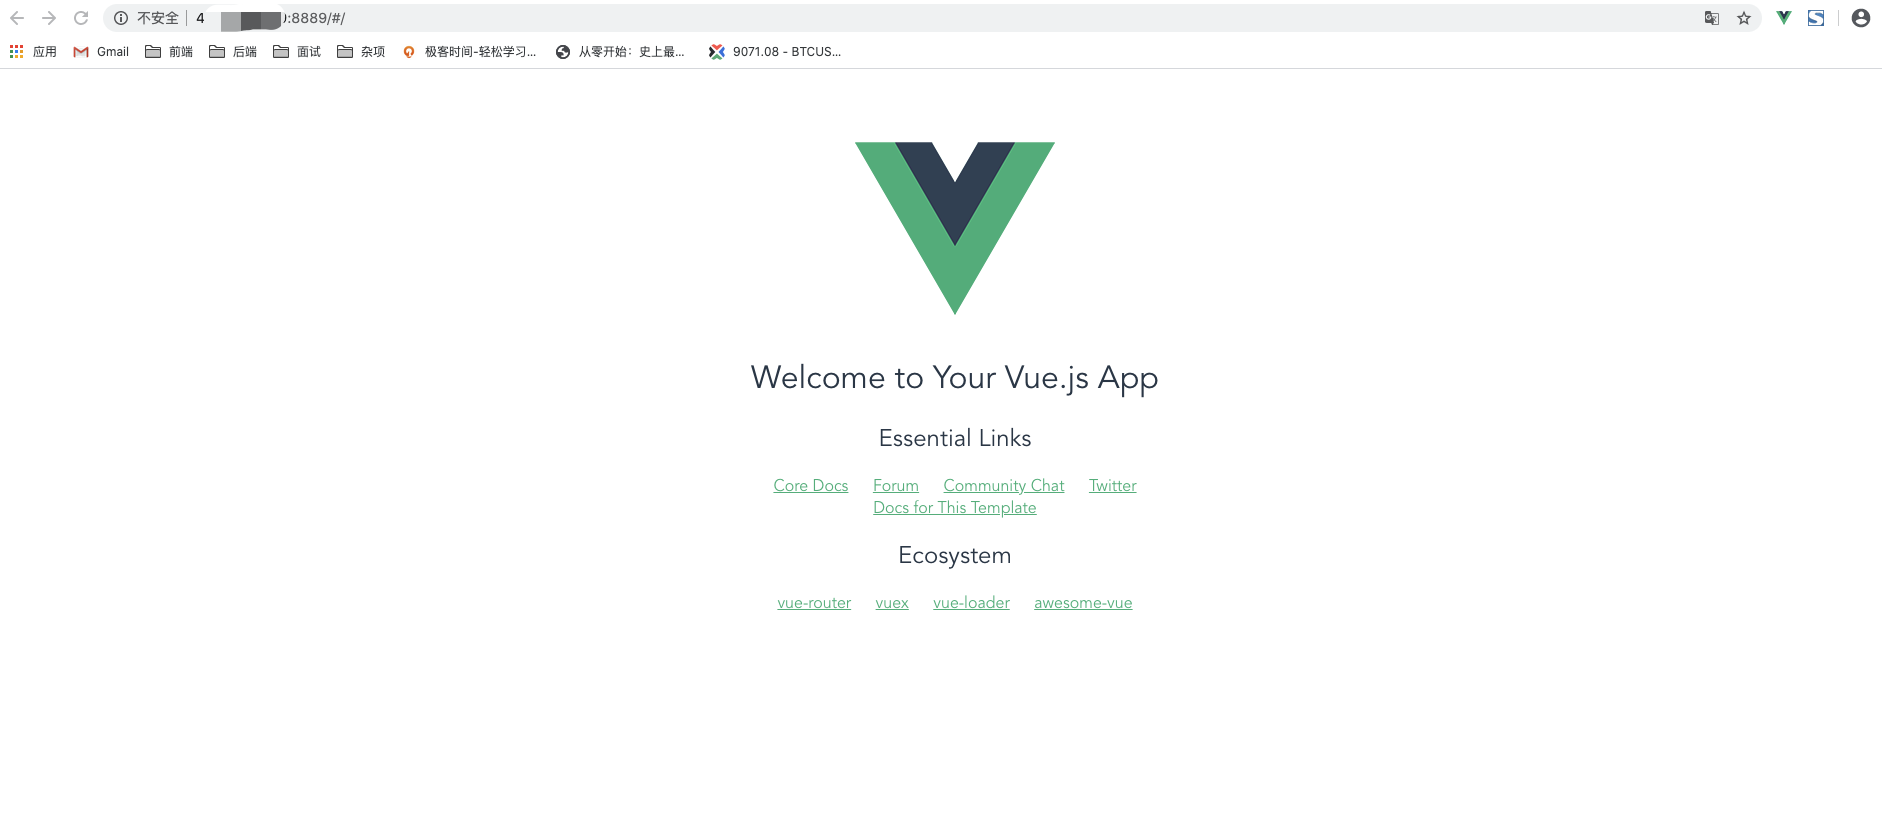 不安全 4 :8889/#/
应用 Gmail 前端 后端 面试 杂项 极客时间-轻松学习... 从零开始：史上最... 9071.08 - BTCUS...
Welcome to Your Vue.js App
Essential Links
Core Docs Forum Community Chat Twitter
Docs for This Template
Ecosystem
vue-router vuex vue-loader awesome-vue